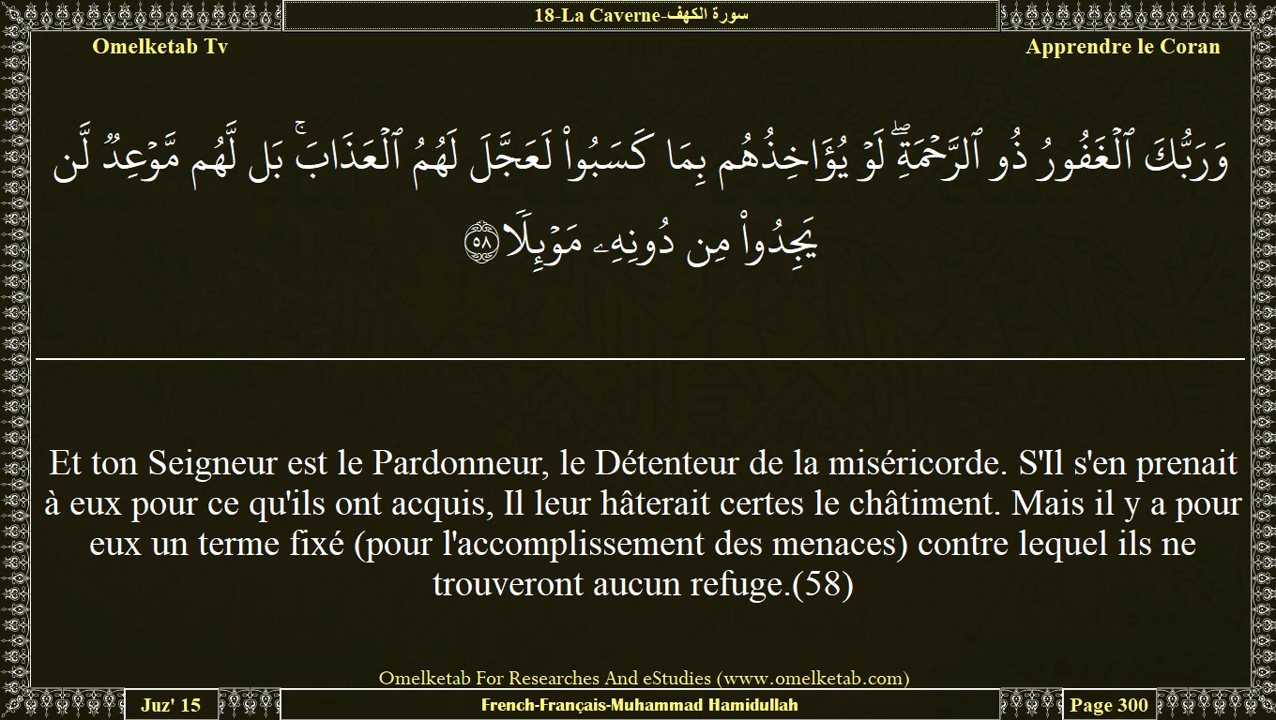 18-La Caverne-سورة الكهف
Omelketab Tv
Apprendre le Coran
وَرَبُّكَ ٱلۡغَفُورُ ذُو ٱلرَّحۡمَةِۖ لَوۡ يُؤَاخِذُهُم بِمَا كَسَبُواْ لَعَجَّلَ لَهُمُ ٱلۡعَذَابَۚ بَل لَّهُم مَّوۡعِدٞ لَّن
يَجِدُواْ مِن دُونِهِۦ مَوۡئِلٗا ٥٨
Et ton Seigneur est le Pardonneur, le Détenteur de la miséricorde. S'Il s'en prenait
à eux pour ce qu'ils ont acquis, Il leur hâterait certes le châtiment. Mais il y a pour
eux un terme fixé (pour l'accomplissement des menaces) contre lequel ils ne
trouveront aucun refuge.(58)
Omelketab For Researches And eStudies (www.omelketab.com)
Juz' 15
French-Français-Muhammad Hamidullah
Page 300